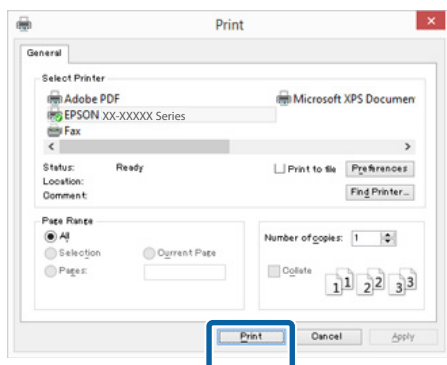 Print
×
General
Select Printer
Adobe PDF
Microsoft XPS Documen
EPSON XX-XXXXX Series
Fax
Status: Ready
Print to file
Preferences
Location:
Comment:
Find Printer...
Page Range
All
Selection
Current Page
Pages:
Number of copies: 1
Collate
1 1 2 2 3 3
Print
Cancel
Apply